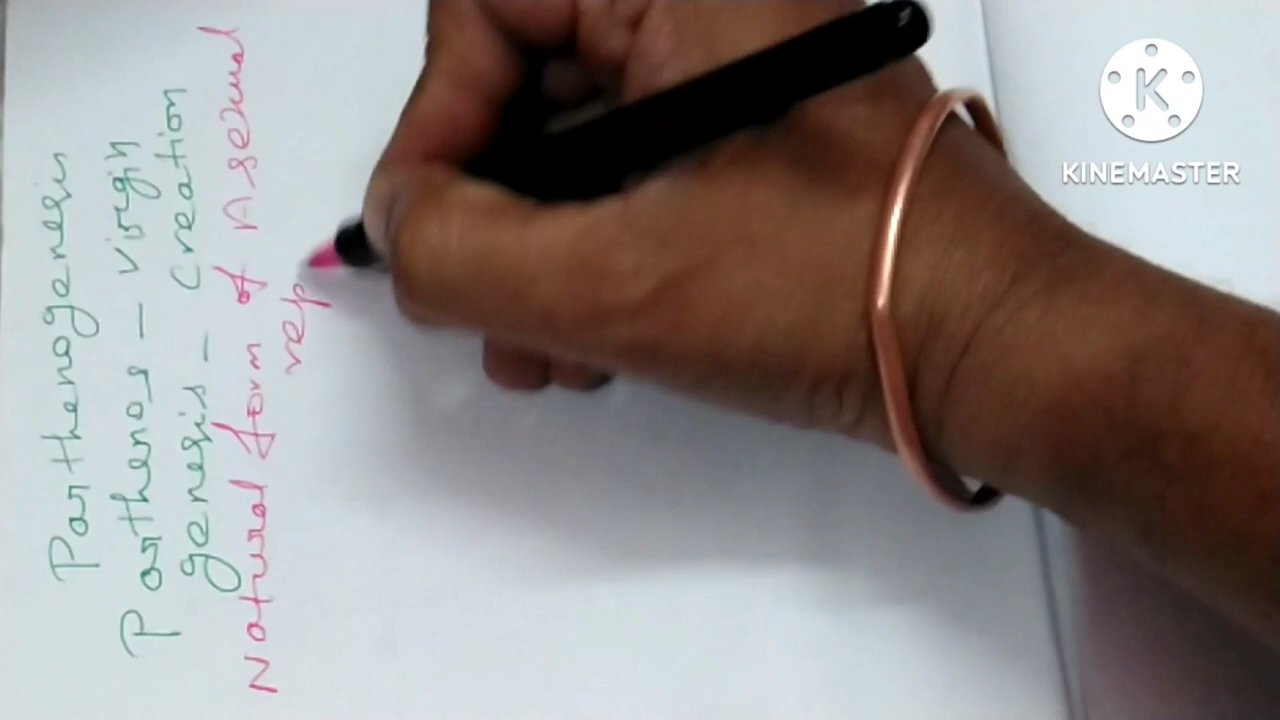 Parthenogenesis
Parthenos - virgin
genesis - creation
Natural form of Asexual
rep
KINEMASTER